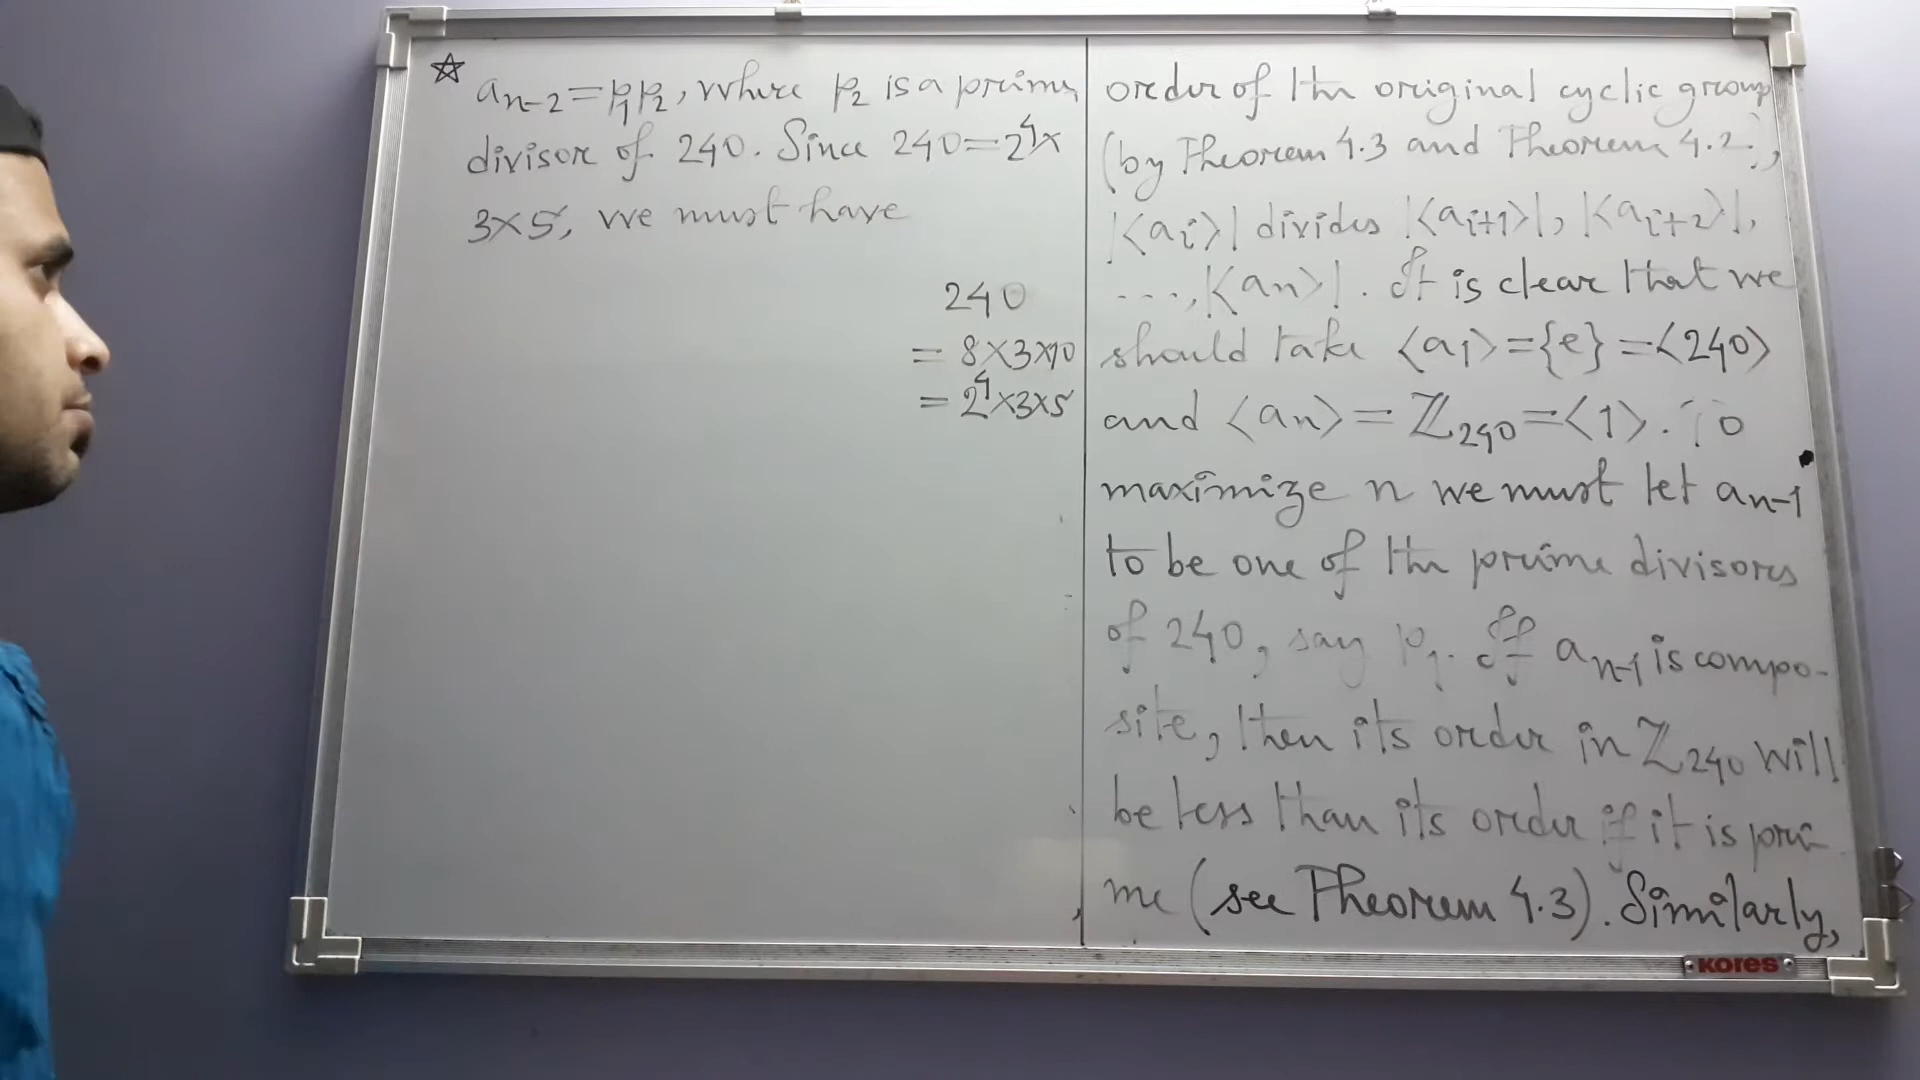 ☆ aₙ₋₂ = p₁p₂, where p₂ is a prime
divisor of 240. Since 240 = 2⁴ ×
3 × 5, we must have
240
= 8 × 3 × 10
= 2⁴ × 3 × 5
order of the original cyclic group
(by Theorem 4.3 and Theorem 4.2),
|⟨aᵢ⟩| divides |⟨aᵢ₊₁⟩|, |⟨aᵢ₊₂⟩|,
..., |⟨aₙ⟩|. It is clear that we
should take ⟨a₁⟩ = {e} = ⟨240⟩
and ⟨aₙ⟩ = ℤ₂₄₀ = ⟨1⟩. To
maximize n we must let aₙ₋₁
to be one of the prime divisors
of 240, say p₁. If aₙ₋₁ is compo-
site, then its order in ℤ₂₄₀ will
be less than its order if it is pri-
me (see Theorem 4.3). Similarly,
KORES